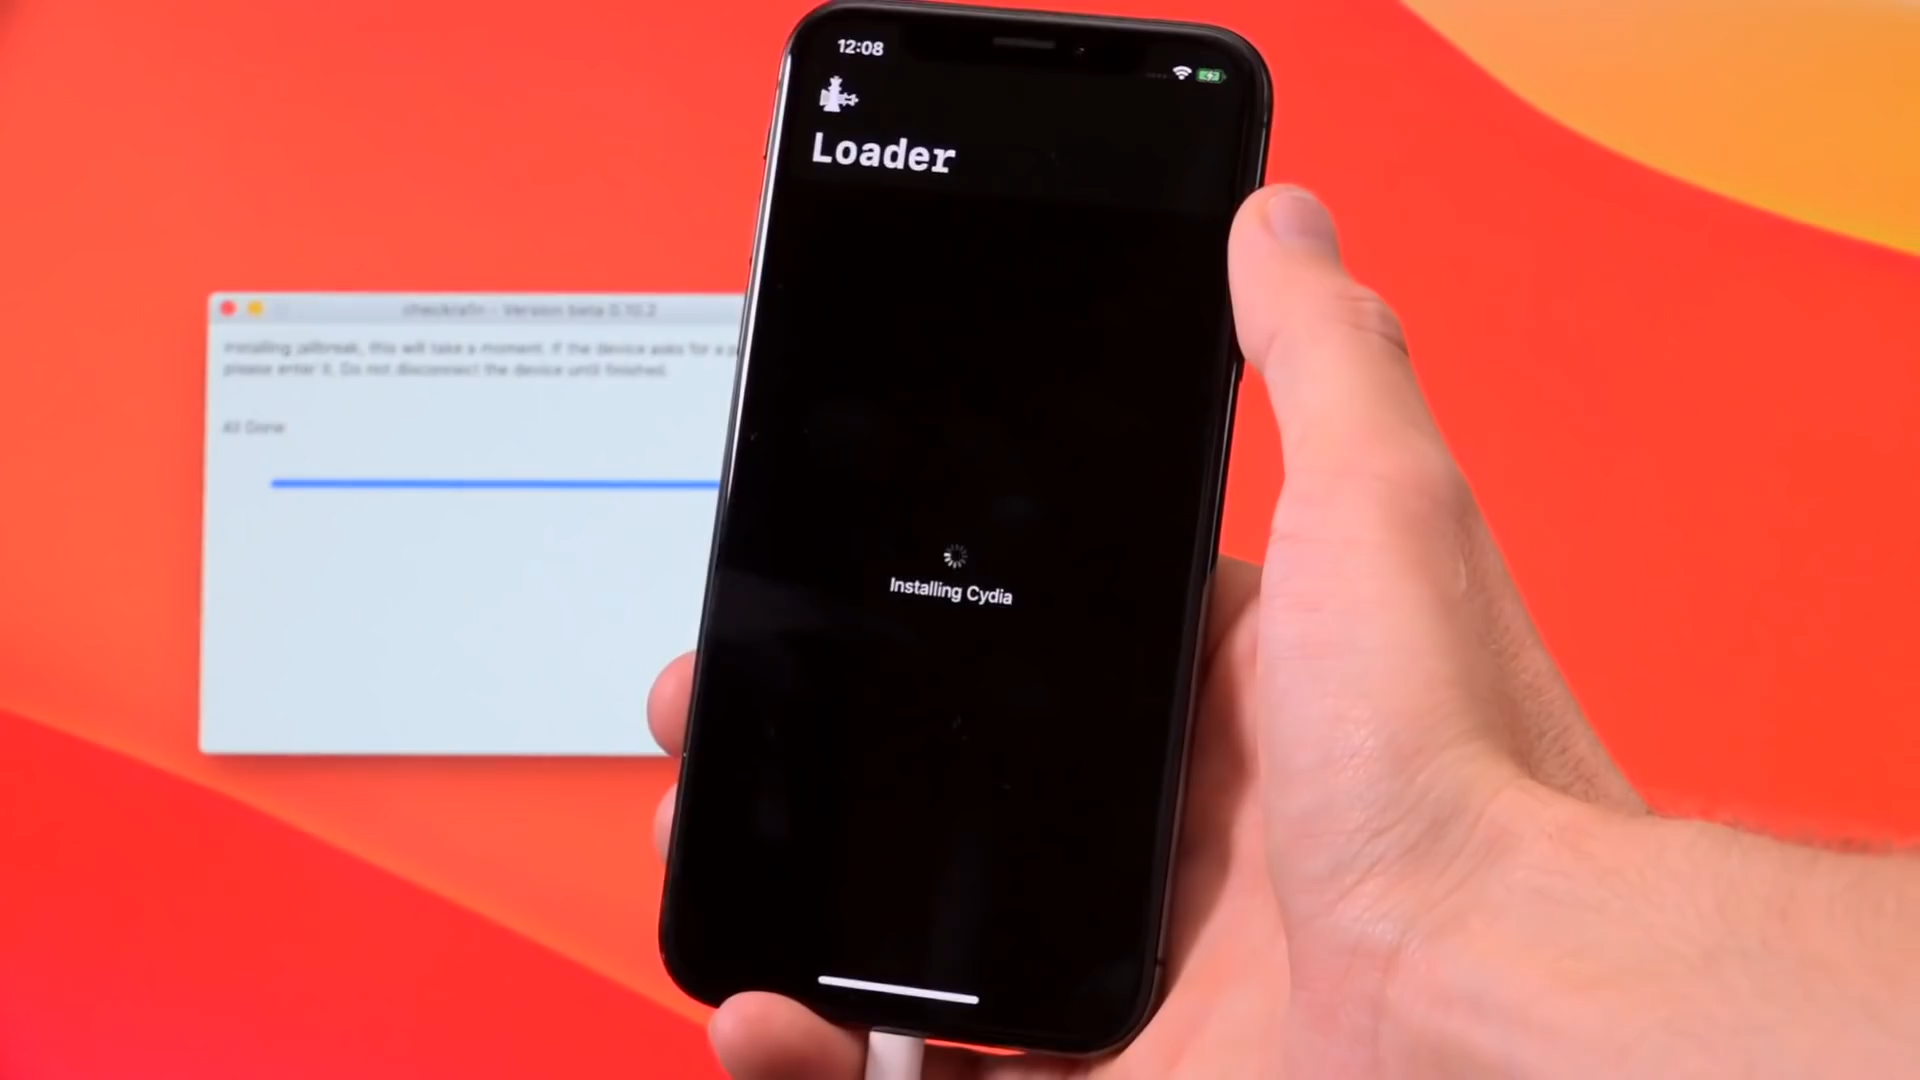 12:08
Loader
checkra1n - Version beta 0.10.2
Installing jailbreak, this will take a moment. If the device asks for a
please enter it. Do not disconnect the device until finished.
All Done
Installing Cydia